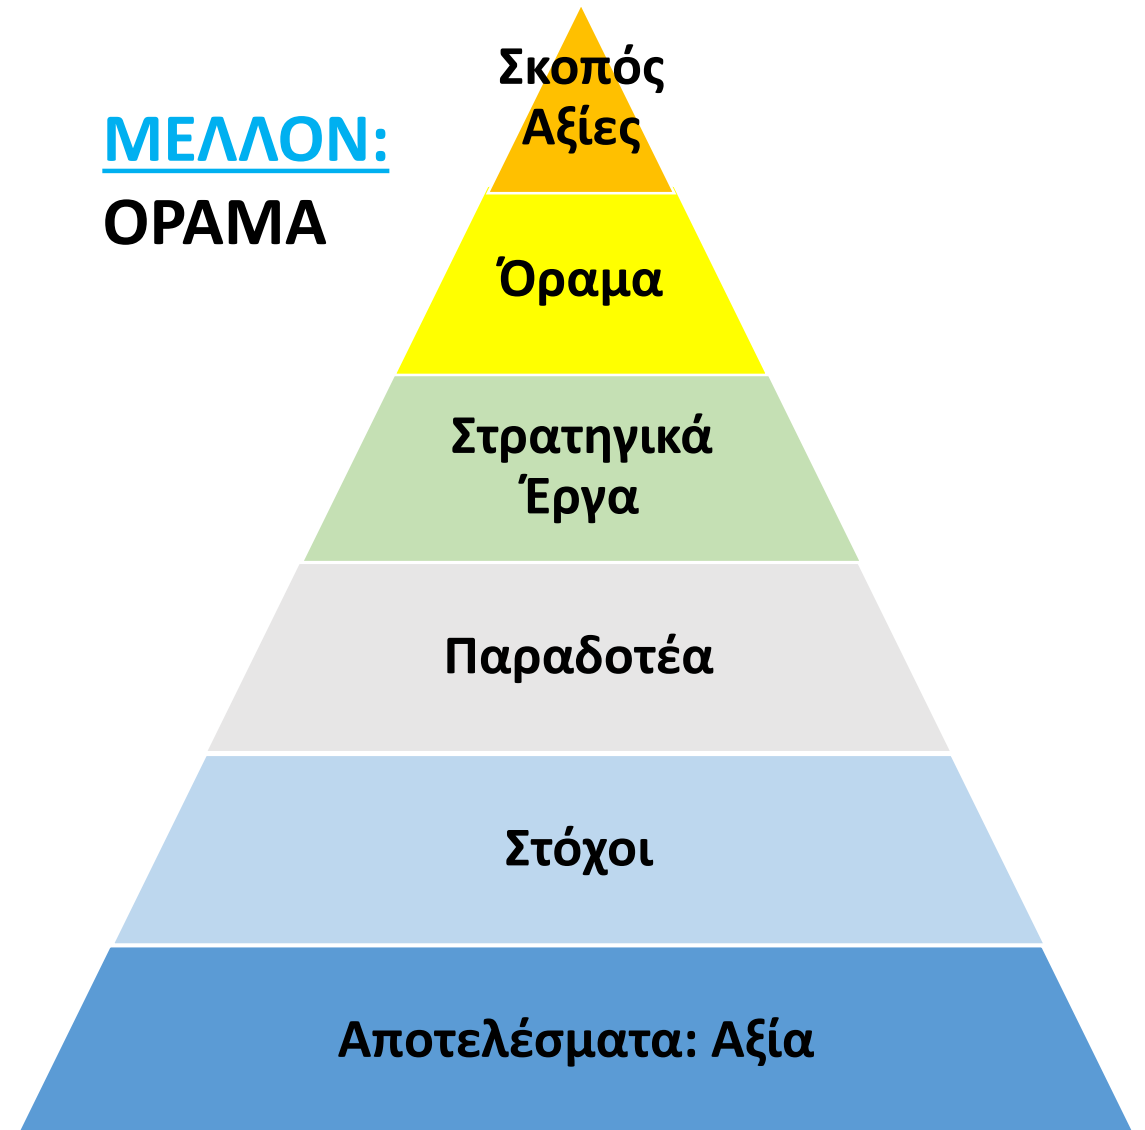 Σκοπός
Αξίες
ΜΕΛΛΟΝ:
ΟΡΑΜΑ
Όραμα
Στρατηγικά
Έργα
Παραδοτέα
Στόχοι
Αποτελέσματα: Αξία